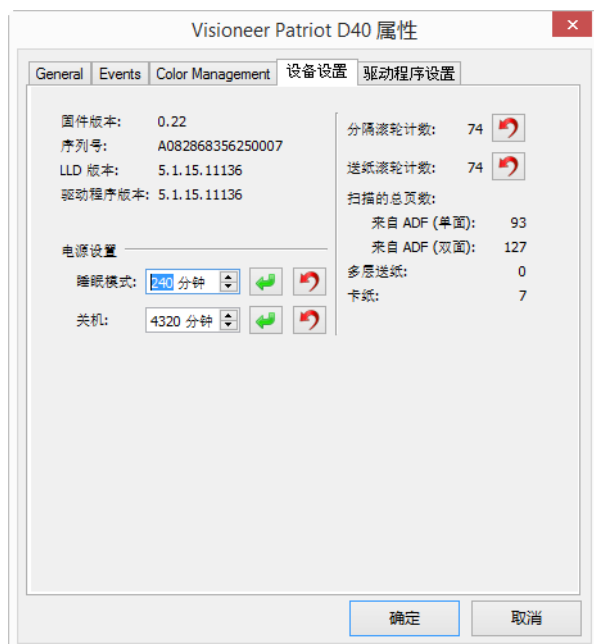 Visioneer Patriot D40 属性
General Events Color Management 设备设置 驱动程序设置
固件版本: 0.22
序列号: A082868356250007
LLD 版本: 5.1.15.11136
驱动程序版本: 5.1.15.11136
电源设置
睡眠模式: 240 分钟
关机: 4320 分钟
分隔滚轮计数: 74
送纸滚轮计数: 74
扫描的总页数:
来自 ADF (单面): 93
来自 ADF (双面): 127
多层送纸: 0
卡纸: 7
确定 取消